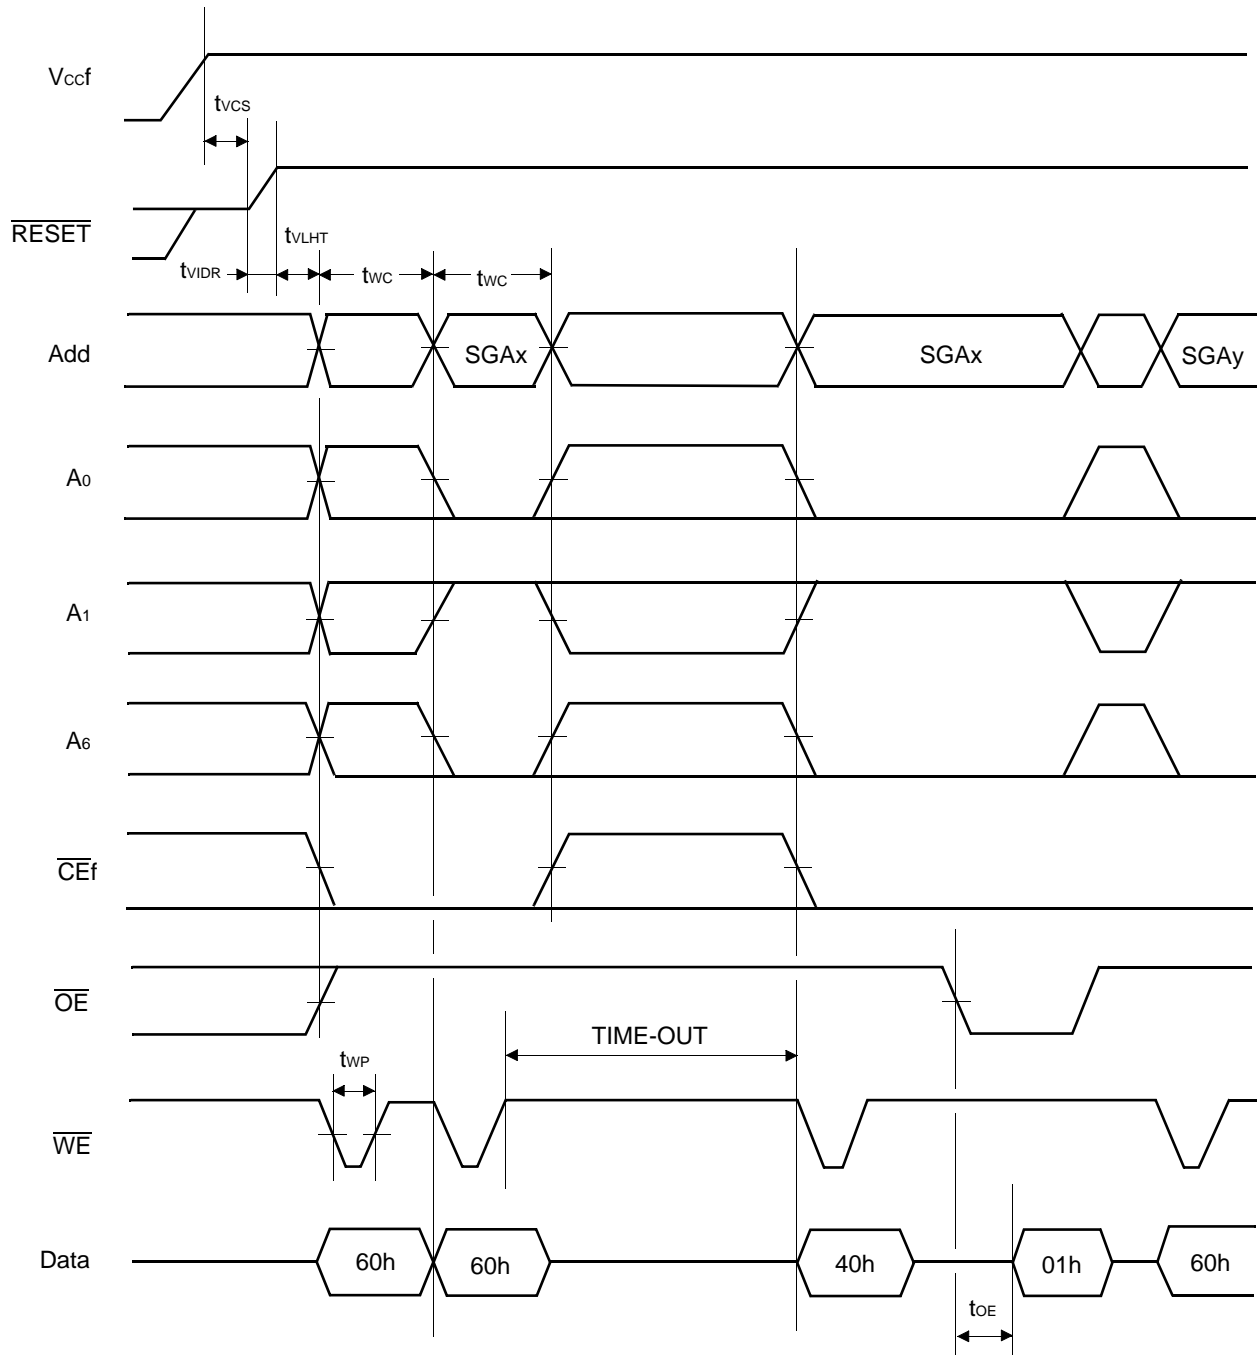 Vccf
tVCS
RESET
tVLHT
tVIDR
tWC
tWC
Add
SGAx
SGAx
SGAy
A0
A1
A6
CEf
OE
TIME-OUT
tWP
WE
Data
60h
60h
40h
01h
60h
tOE